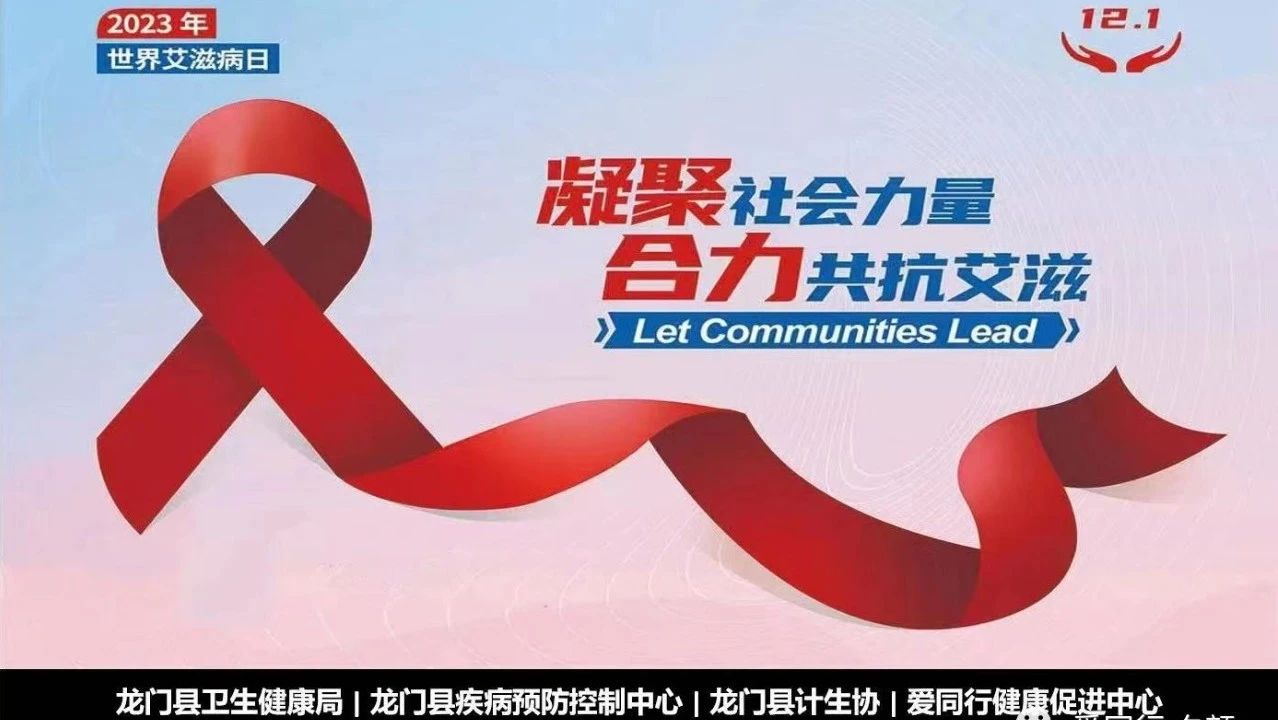 2023 年
世界艾滋病日
12.1
凝聚社会力量
合力共抗艾滋
Let Communities Lead
龙门县卫生健康局 | 龙门县疾病预防控制中心 | 龙门县计生协 | 爱同行健康促进中心